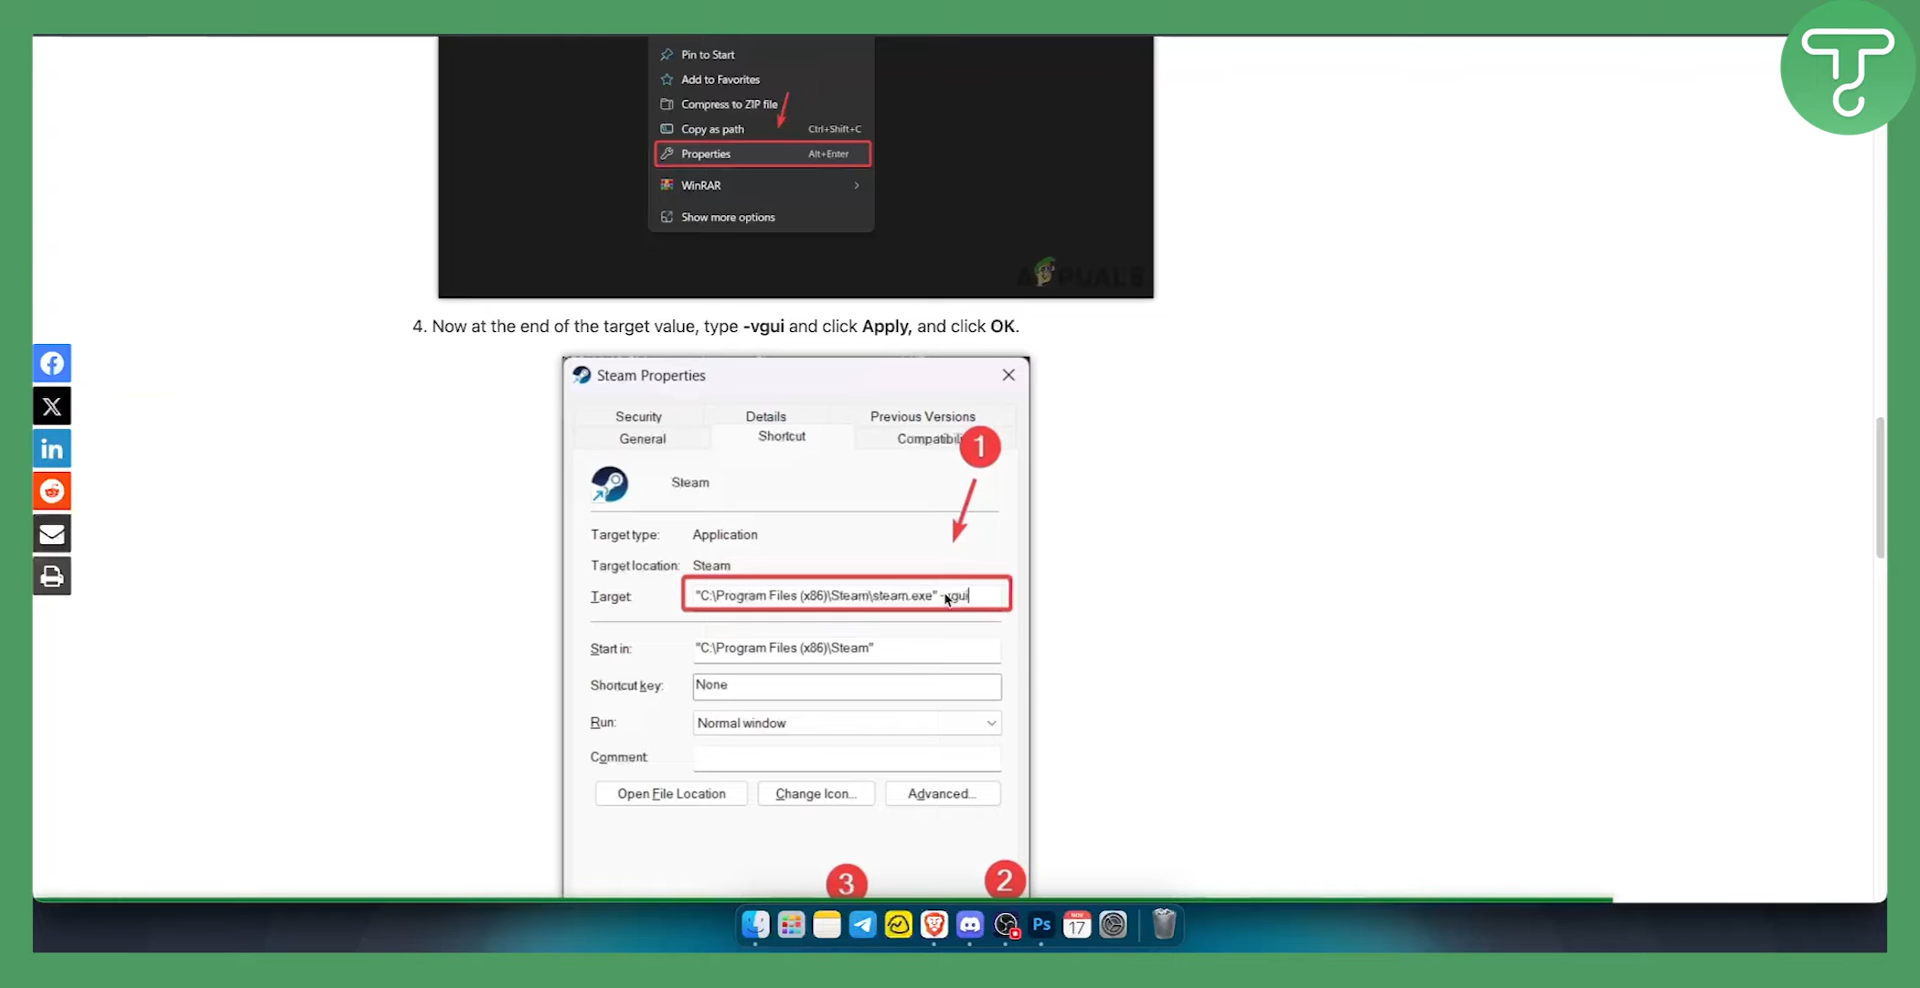 Pin to Start
Add to Favorites
Compress to ZIP file
Copy as path Ctrl+Shift+C
Properties Alt+Enter
WinRAR
Show more options
4. Now at the end of the target value, type -vgui and click Apply, and click OK.
Steam Properties
Security Details Previous Versions
General Shortcut
1
Steam
Target type: Application
Target location: Steam
Target: "C:\Program Files (x86)\Steam\steam.exe"
Start in: "C:\Program Files (x86)\Steam"
Shortcut key: None
Run: Normal window
Comment:
Open File Location Change Icon... Advanced...
3 2
in
Ps
NOV
17